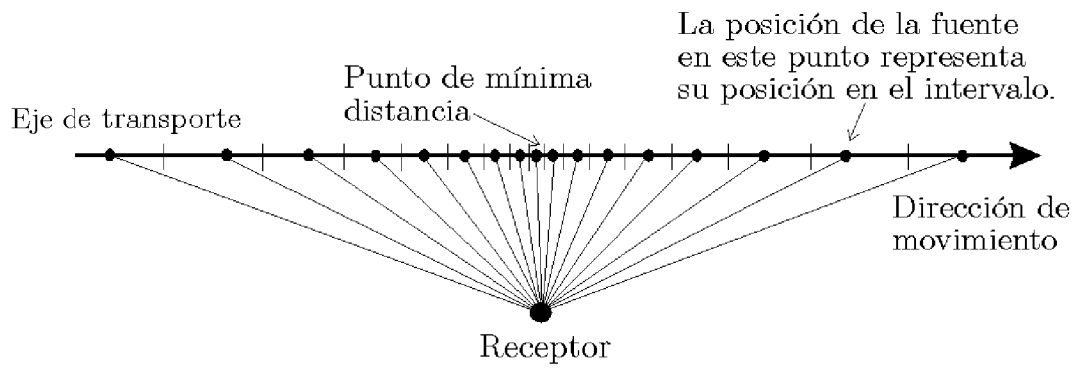 La posición de la fuente
en este punto representa
su posición en el intervalo.
Punto de mínima
distancia
Eje de transporte
Dirección de
movimiento
Receptor